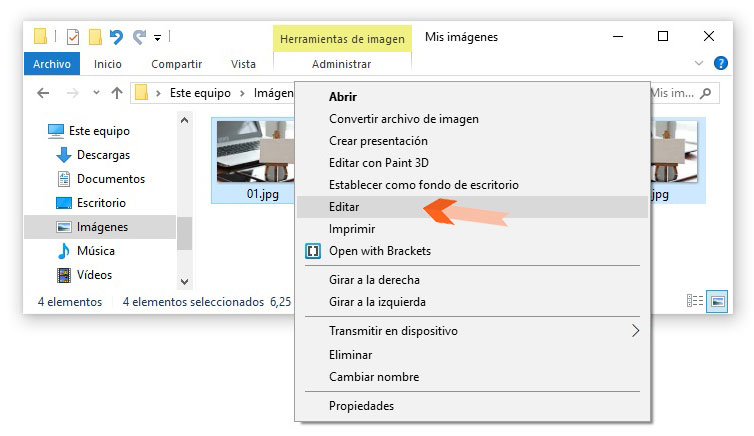 Herramientas de imagen
Mis imágenes
Archivo
Inicio
Compartir
Vista
Administrar
Este equipo
Imágen
Mis im...
Este equipo
Descargas
Documentos
Escritorio
Imágenes
Música
Vídeos
01.jpg
.jpg
4 elementos
4 elementos seleccionados 6,25
Abrir
Convertir archivo de imagen
Crear presentación
Editar con Paint 3D
Establecer como fondo de escritorio
Editar
Imprimir
Open with Brackets
Girar a la derecha
Girar a la izquierda
Transmitir en dispositivo
Eliminar
Cambiar nombre
Propiedades